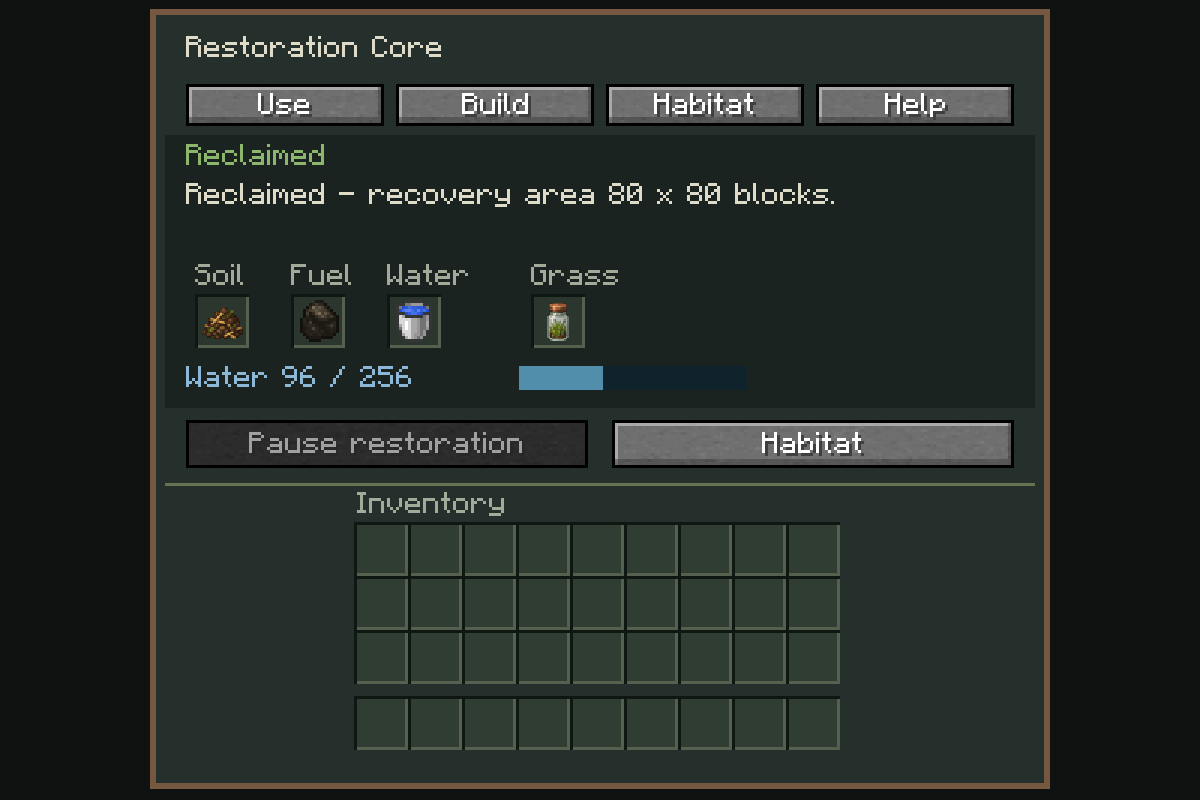 Restoration Core
Use Build Habitat Help
Reclaimed
Reclaimed – recovery area 80 x 80 blocks.
Soil Fuel Water Grass
Water 96 / 256
Pause restoration Habitat
Inventory